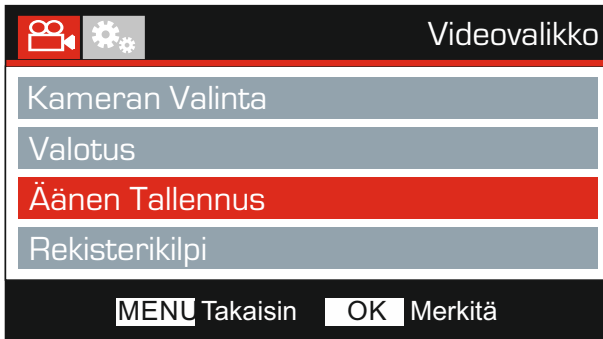 Videovalikko
Kameran Valinta
Valotus
Äänen Tallennus
Rekisterikilpi
MENU Takaisin OK Merkitä